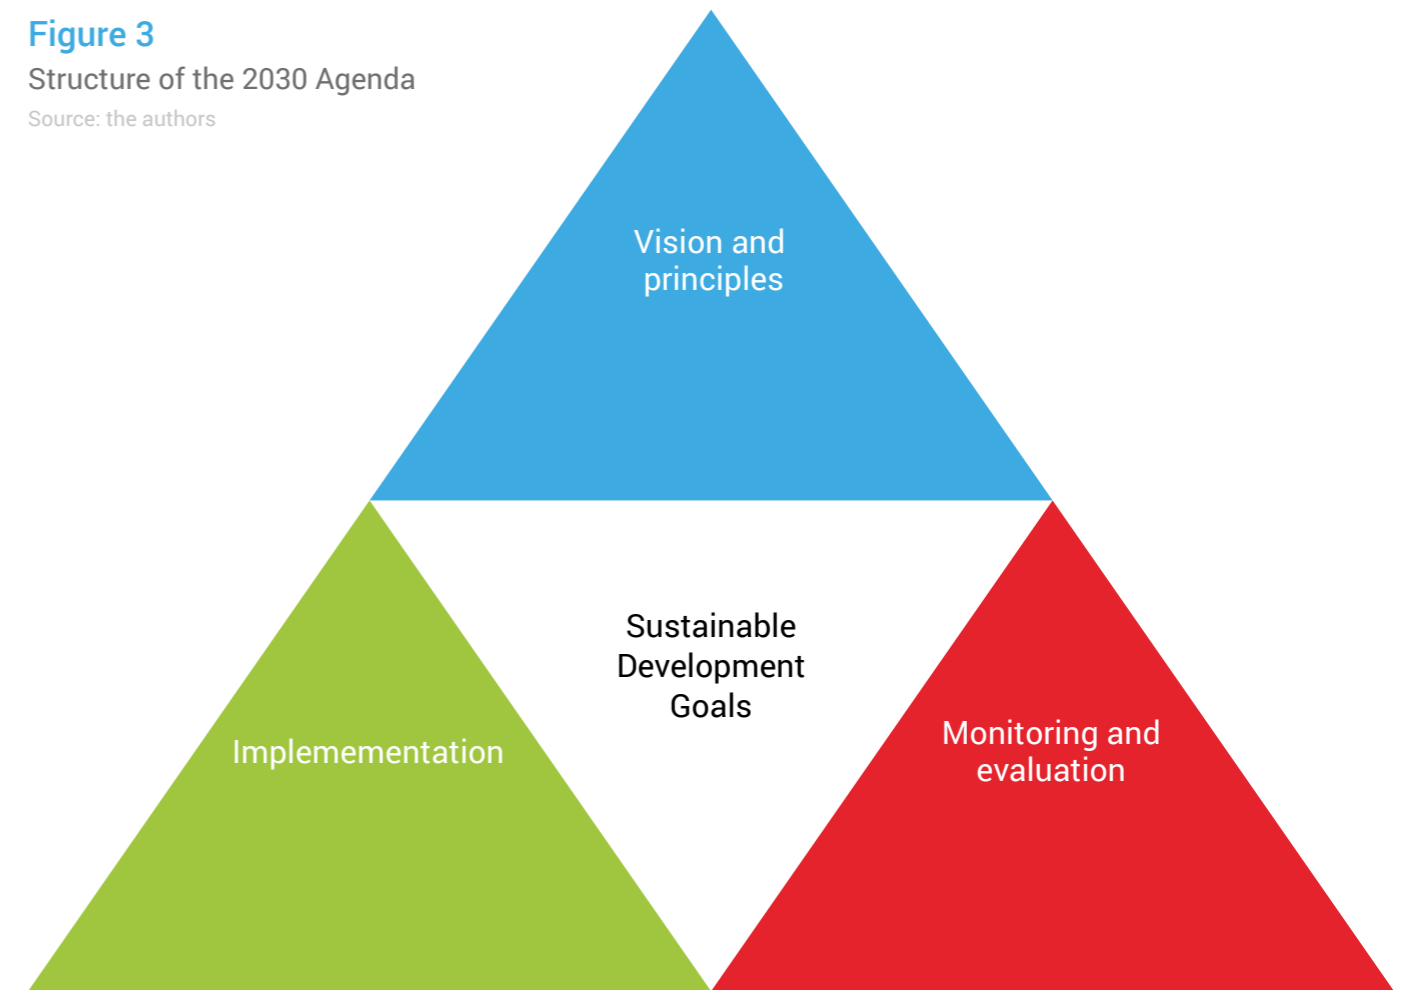 Figure 3
Structure of the 2030 Agenda
Source: the authors
Vision and
principles
Sustainable
Development
Goals
Implemementation
Monitoring and
evaluation